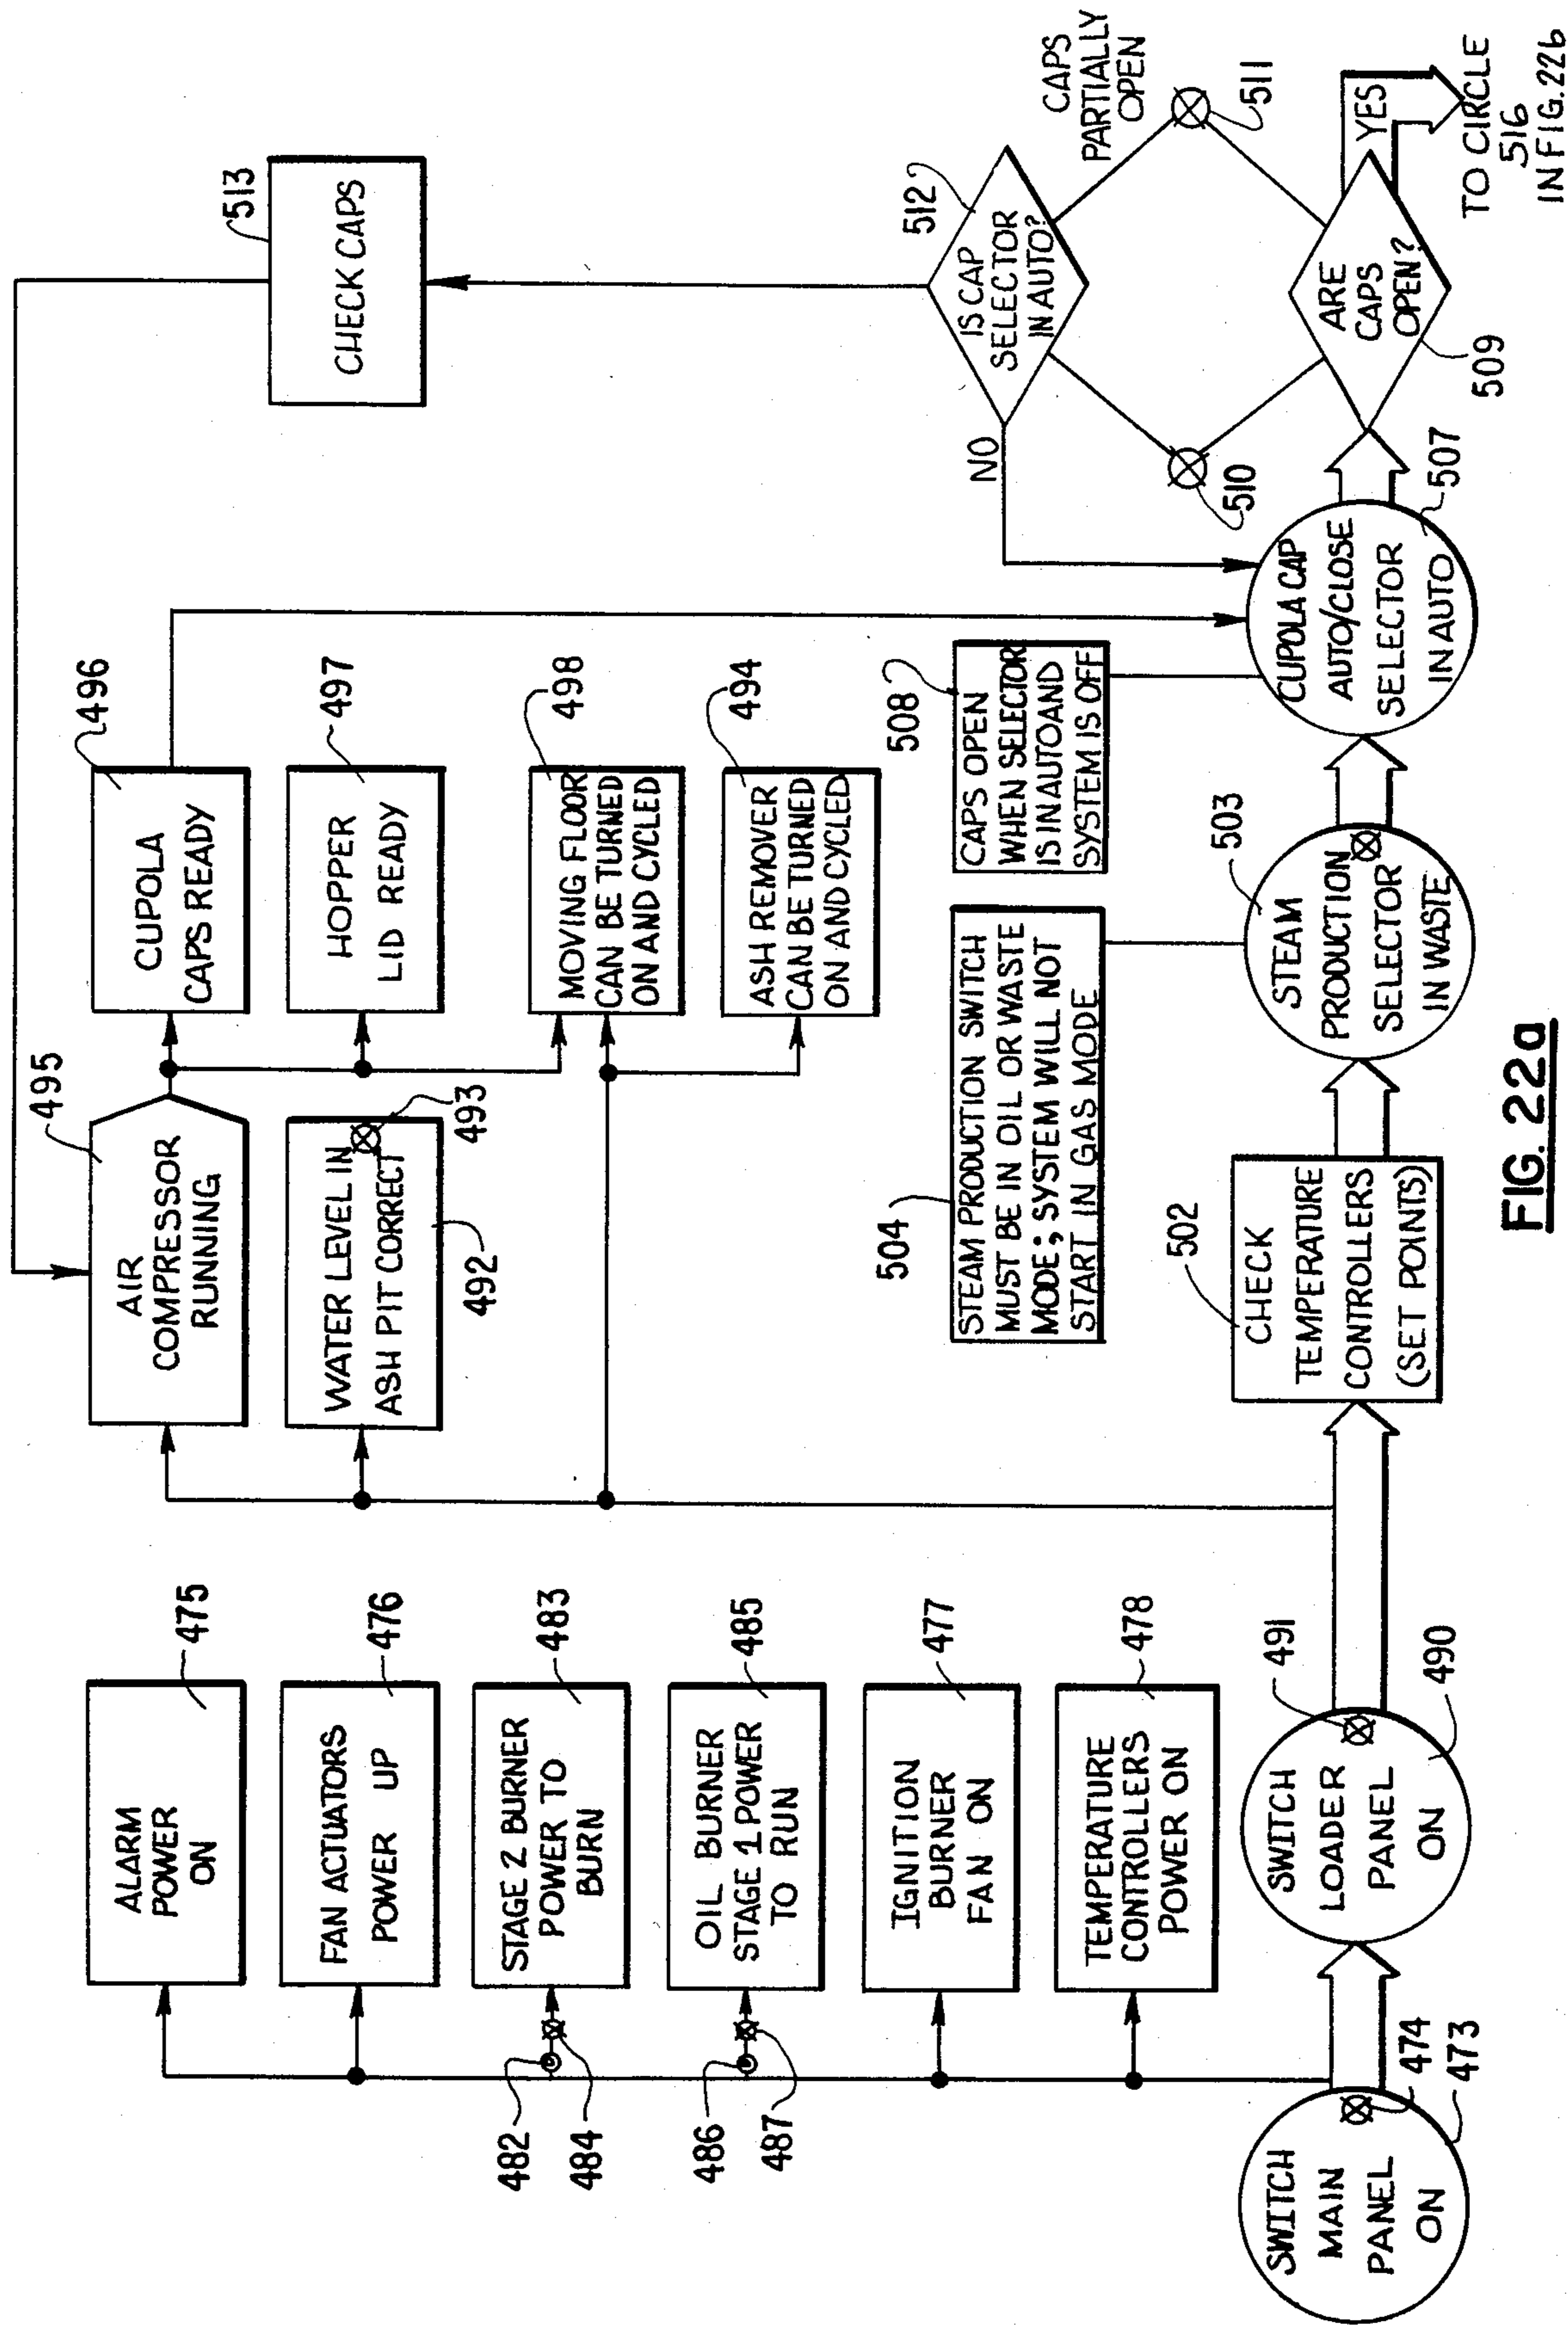 SWITCH
MAIN
PANEL
ON
474
473
ALARM
POWER
ON
475
FAN ACTUATORS
POWER UP
476
STAGE 2 BURNER
POWER TO
BURN
483
482
484
OIL BURNER
STAGE 1 POWER
TO RUN
485
486
487
IGNITION
BURNER
FAN ON
477
TEMPERATURE
CONTROLLERS
POWER ON
478
SWITCH
LOADER
PANEL
ON
491
490
AIR
COMPRESSOR
RUNNING
495
WATER LEVEL IN
ASH PIT CORRECT
493
492
CUPOLA
CAPS READY
496
HOPPER
LID READY
497
MOVING FLOOR
CAN BE TURNED
ON AND CYCLED
498
ASH REMOVER
CAN BE TURNED
ON AND CYCLED
494
CHECK
TEMPERATURE
CONTROLLERS
(SET POINTS)
502
504
STEAM PRODUCTION SWITCH
MUST BE IN OIL OR WASTE
MODE; SYSTEM WILL NOT
START IN GAS MODE
STEAM
PRODUCTION
SELECTOR
IN WASTE
503
508
CAPS OPEN
WHEN SELECTOR
IS IN AUTO AND
SYSTEM IS OFF
CUPOLA CAP
AUTO/CLOSE
SELECTOR
IN AUTO
507
CHECK CAPS
513
IS CAP
SELECTOR
IN AUTO?
512
NO
CAPS
PARTIALLY
OPEN
510
511
ARE
CAPS
OPEN?
509
YES
TO CIRCLE
516
IN FIG. 22b
FIG. 22a